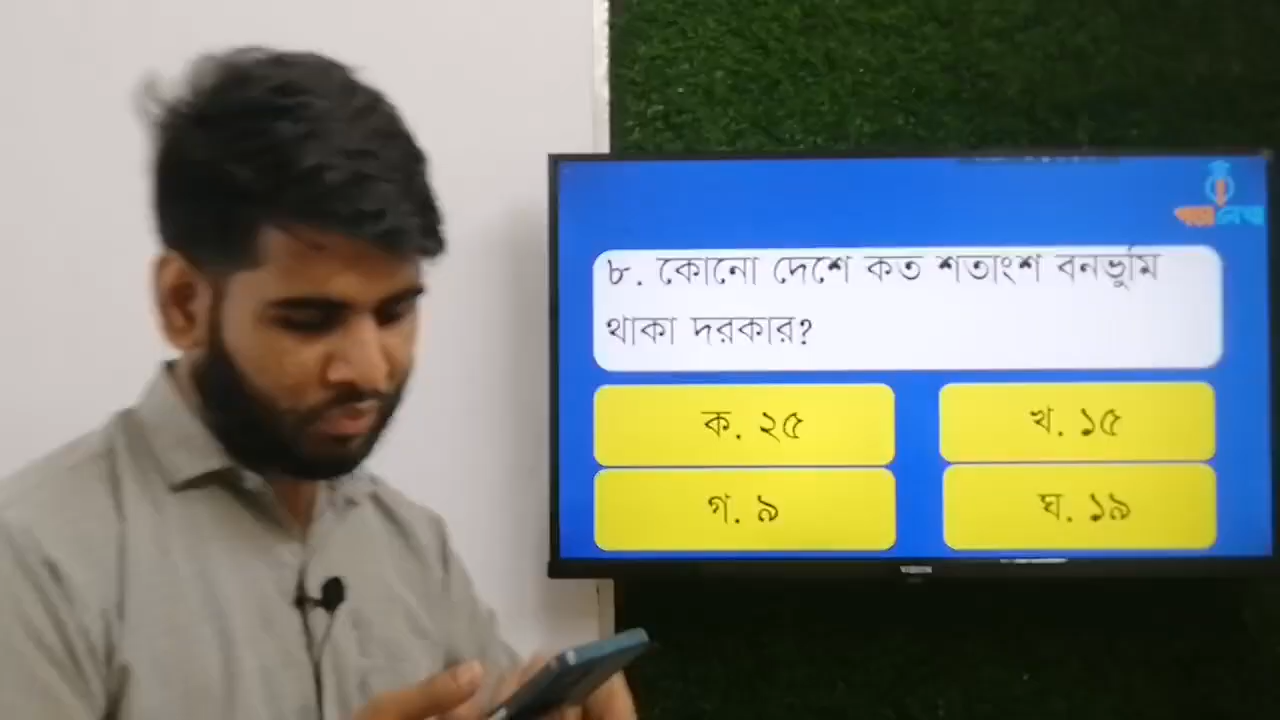 ৮. কোনো দেশে কত শতাংশ বনভুমি
থাকা দরকার?
ক. ২৫
খ. ১৫
গ. ৯
ঘ. ১৯